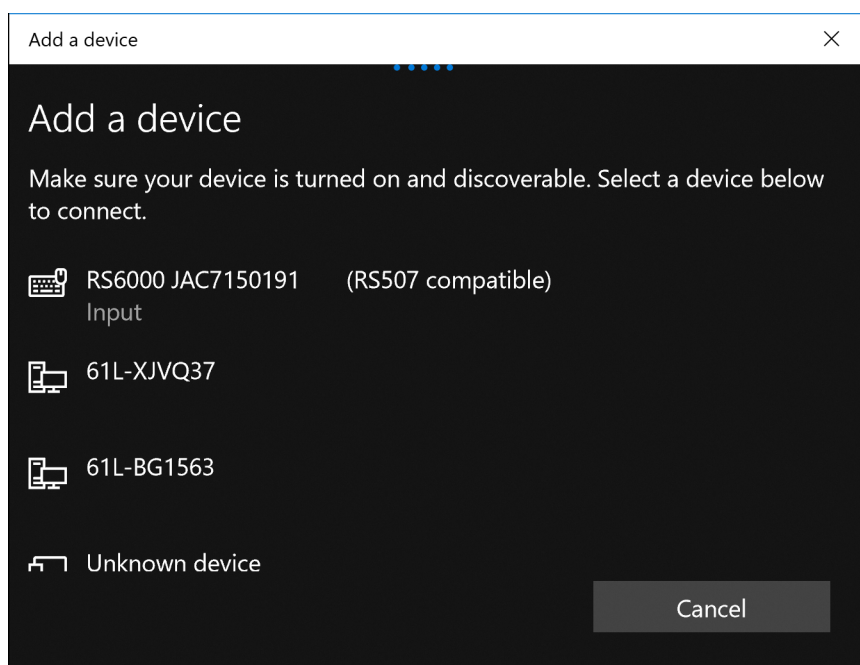 Add a device
Add a device
Make sure your device is turned on and discoverable. Select a device below
to connect.
RS6000 JAC7150191 (RS507 compatible)
Input
61L-XJVQ37
61L-BG1563
Unknown device
Cancel